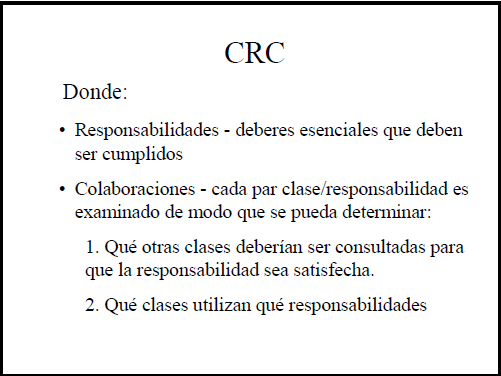 CRC
Donde:
• Responsabilidades - deberes esenciales que deben
ser cumplidos
• Colaboraciones - cada par clase/responsabilidad es
examinado de modo que se pueda determinar:
1. Qué otras clases deberían ser consultadas para
que la responsabilidad sea satisfecha.
2. Qué clases utilizan qué responsabilidades